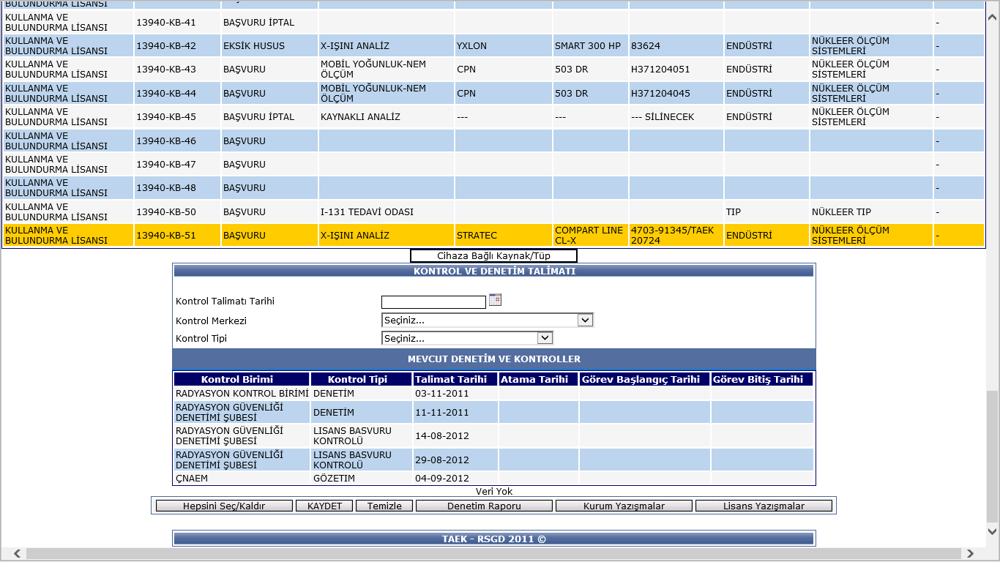 BULUNDURMA LİSANSI
KULLANMA VE BULUNDURMA LİSANSI 13940-KB-41 BAŞVURU İPTAL -
KULLANMA VE BULUNDURMA LİSANSI 13940-KB-42 EKSİK HUSUS X-IŞINI ANALİZ YXLON SMART 300 HP 83624 ENDÜSTRİ NÜKLEER ÖLÇÜM SİSTEMLERİ -
KULLANMA VE BULUNDURMA LİSANSI 13940-KB-43 BAŞVURU MOBİL YOĞUNLUK-NEM ÖLÇÜM CPN 503 DR H371204051 ENDÜSTRİ NÜKLEER ÖLÇÜM SİSTEMLERİ -
KULLANMA VE BULUNDURMA LİSANSI 13940-KB-44 BAŞVURU MOBİL YOĞUNLUK-NEM ÖLÇÜM CPN 503 DR H371204045 ENDÜSTRİ NÜKLEER ÖLÇÜM SİSTEMLERİ -
KULLANMA VE BULUNDURMA LİSANSI 13940-KB-45 BAŞVURU İPTAL KAYNAKLI ANALİZ --- --- --- SİLİNECEK ENDÜSTRİ NÜKLEER ÖLÇÜM SİSTEMLERİ -
KULLANMA VE BULUNDURMA LİSANSI 13940-KB-46 BAŞVURU -
KULLANMA VE BULUNDURMA LİSANSI 13940-KB-47 BAŞVURU -
KULLANMA VE BULUNDURMA LİSANSI 13940-KB-48 BAŞVURU -
KULLANMA VE BULUNDURMA LİSANSI 13940-KB-50 BAŞVURU I-131 TEDAVİ ODASI TIP NÜKLEER TIP -
KULLANMA VE BULUNDURMA LİSANSI 13940-KB-51 BAŞVURU X-IŞINI ANALİZ STRATEC COMPART LINE CL-X 4703-91345/TAEK 20724 ENDÜSTRİ NÜKLEER ÖLÇÜM SİSTEMLERİ -
Cihaza Bağlı Kaynak/Tüp
KONTROL VE DENETİM TALİMATI
Kontrol Talimatı Tarihi
Kontrol Merkezi Seçiniz...
Kontrol Tipi Seçiniz...
MEVCUT DENETİM VE KONTROLLER
Kontrol Birimi Kontrol Tipi Talimat Tarihi Atama Tarihi Görev Başlangıç Tarihi Görev Bitiş Tarihi
RADYASYON KONTROL BİRİMİ DENETİM 03-11-2011
RADYASYON GÜVENLİĞİ DENETİMİ ŞUBESİ DENETİM 11-11-2011
RADYASYON GÜVENLİĞİ DENETİMİ ŞUBESİ LISANS BASVURU KONTROLÜ 14-08-2012
RADYASYON GÜVENLİĞİ DENETİMİ ŞUBESİ LISANS BASVURU KONTROLÜ 29-08-2012
ÇNAEM GÖZETIM 04-09-2012
Veri Yok
Hepsini Seç/Kaldır KAYDET Temizle Denetim Raporu Kurum Yazışmalar Lisans Yazışmalar
TAEK - RSGD 2011 ©